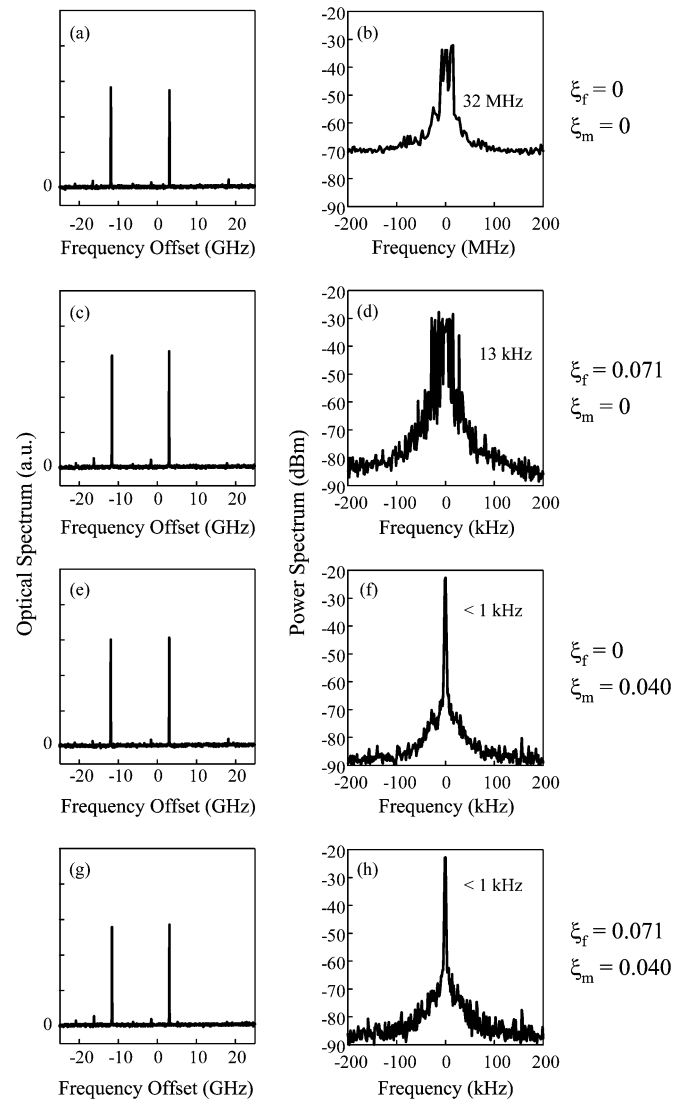 (a)
0
-20 -10 0 10 20
Frequency Offset (GHz)
(b)
-20
-30
-40
-50
-60
-70
-80
-90
32 MHz
-200 -100 0 100 200
Frequency (MHz)
ξf = 0
ξm = 0
(c)
0
-20 -10 0 10 20
Frequency Offset (GHz)
(d)
-20
-30
-40
-50
-60
-70
-80
-90
13 kHz
-200 -100 0 100 200
Frequency (kHz)
ξf = 0.071
ξm = 0
Optical Spectrum (a.u.)
Power Spectrum (dBm)
(e)
0
-20 -10 0 10 20
Frequency Offset (GHz)
(f)
-20
-30
-40
-50
-60
-70
-80
-90
< 1 kHz
-200 -100 0 100 200
Frequency (kHz)
ξf = 0
ξm = 0.040
(g)
0
-20 -10 0 10 20
Frequency Offset (GHz)
(h)
-20
-30
-40
-50
-60
-70
-80
-90
< 1 kHz
-200 -100 0 100 200
Frequency (kHz)
ξf = 0.071
ξm = 0.040